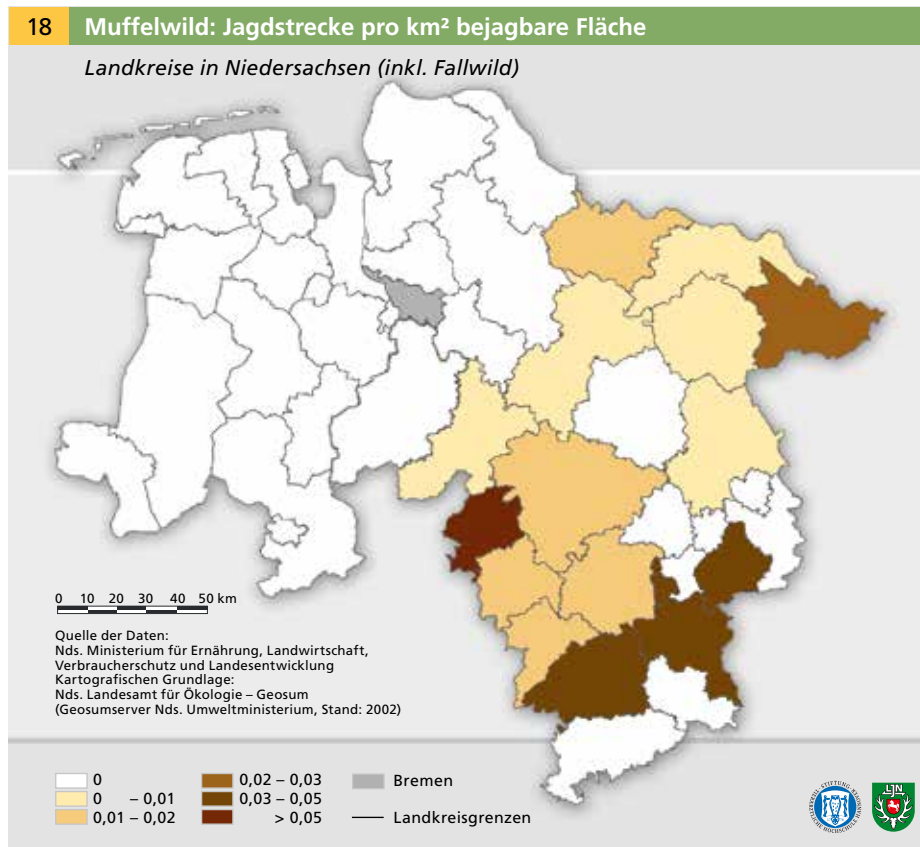 18 Muffelwild: Jagdstrecke pro km² bejagbare Fläche
Landkreise in Niedersachsen (inkl. Fallwild)
0 10 20 30 40 50 km
Quelle der Daten:
Nds. Ministerium für Ernährung, Landwirtschaft,
Verbraucherschutz und Landesentwicklung
Kartografischen Grundlage:
Nds. Landesamt für Ökologie – Geosum
(Geosumserver Nds. Umweltministerium, Stand: 2002)
0
0 – 0,01
0,01 – 0,02
0,02 – 0,03
0,03 – 0,05
> 0,05
Bremen
Landkreisgrenzen
LJN